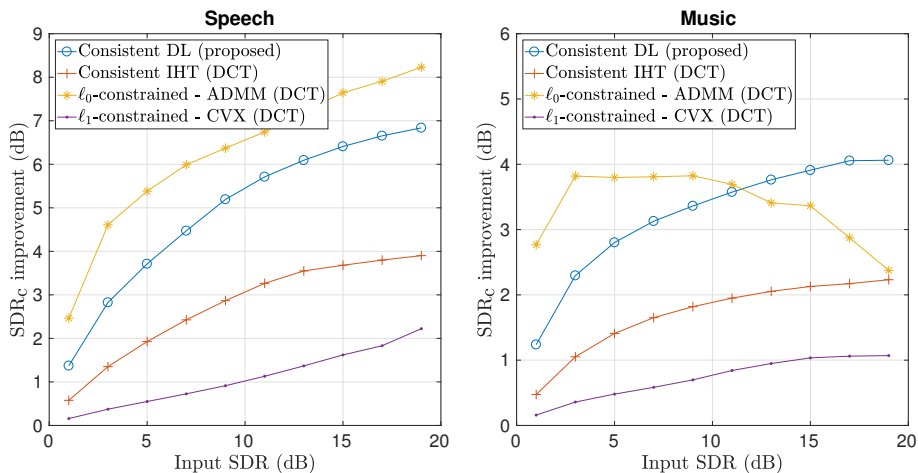 Speech
9
8
7
6
5
4
3
2
1
0
SDR_C improvement (dB)
Consistent DL (proposed)
Consistent IHT (DCT)
ℓ₀-constrained - ADMM (DCT)
ℓ₁-constrained - CVX (DCT)
0 5 10 15 20
Input SDR (dB)
Music
6
5
4
3
2
1
0
SDR_C improvement (dB)
Consistent DL (proposed)
Consistent IHT (DCT)
ℓ₀-constrained - ADMM (DCT)
ℓ₁-constrained - CVX (DCT)
0 5 10 15 20
Input SDR (dB)